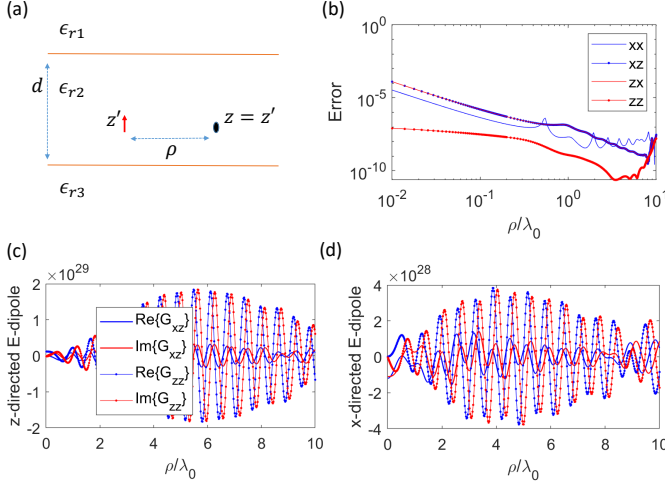 (a)
ϵr1
d
ϵr2
z′
z = z′
ρ
ϵr3
(b)
10^0
10^-5
10^-10
Error
10^-2
10^-1
10^0
10^1
ρ/λ0
xx
xz
zx
zz
(c)
×10^29
2
1
0
-1
-2
z-directed E-dipole
0
2
4
6
8
10
ρ/λ0
Re{Gxz}
Im{Gxz}
Re{Gzz}
Im{Gzz}
(d)
×10^28
4
2
0
-2
-4
x-directed E-dipole
0
2
4
6
8
10
ρ/λ0